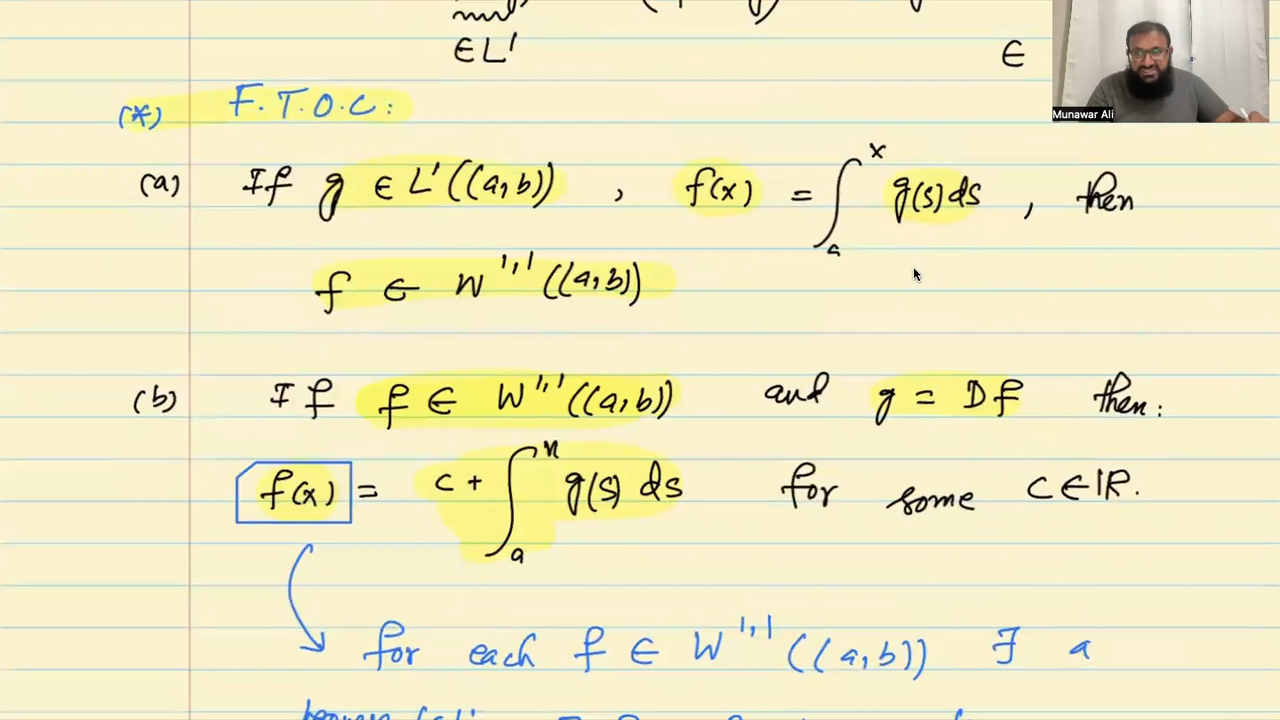 ∈ L¹ ∈
Munawar Ali
(*) F.T.O.C:
(a) If g ∈ L¹((a,b)) , f(x) = ∫ₐˣ g(s)ds , then
f ∈ W¹,¹((a,b))
(b) If f ∈ W¹,¹((a,b)) and g = Df then:
f(x) = c + ∫ₐˣ g(s) ds for some C ∈ ℝ.
for each f ∈ W¹,¹((a,b)) ∃ a